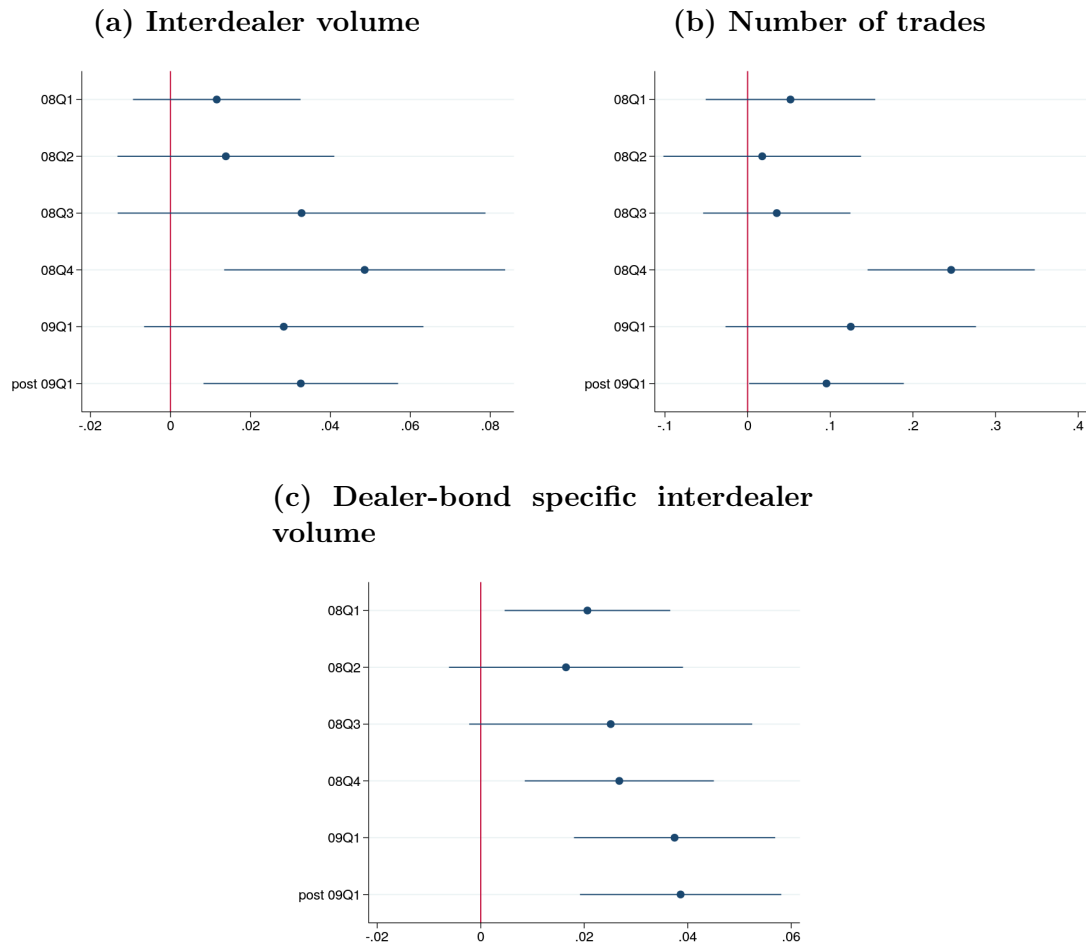 (a) Interdealer volume
08Q1
08Q2
08Q3
08Q4
09Q1
post 09Q1
-.02 0 .02 .04 .06 .08
(b) Number of trades
08Q1
08Q2
08Q3
08Q4
09Q1
post 09Q1
-.1 0 .1 .2 .3 .4
(c) Dealer-bond specific interdealer
volume
08Q1
08Q2
08Q3
08Q4
09Q1
post 09Q1
-.02 0 .02 .04 .06